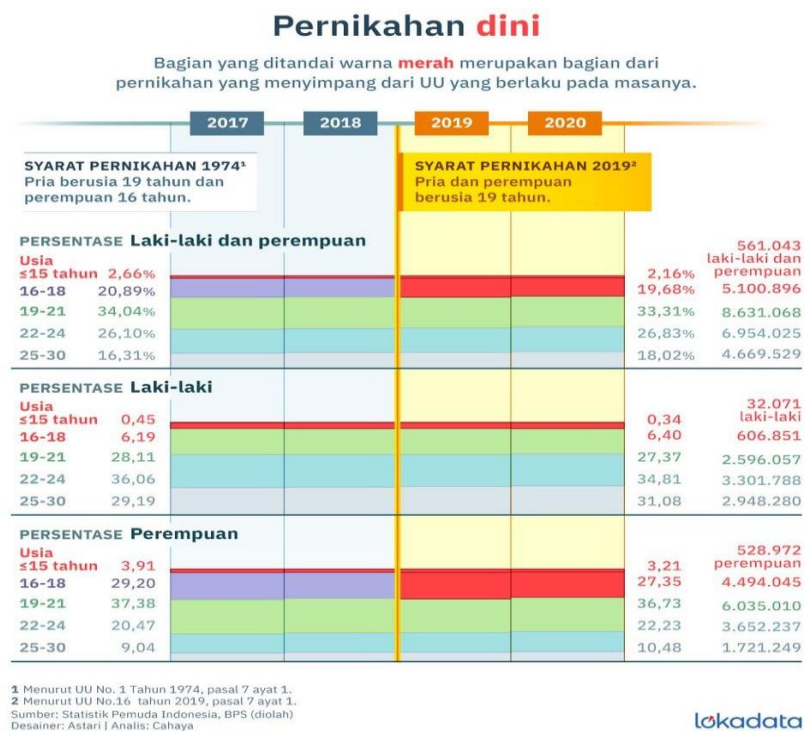 Pernikahan dini
Bagian yang ditandai warna merah merupakan bagian dari
pernikahan yang menyimpang dari UU yang berlaku pada masanya.
2017 2018 2019 2020
SYARAT PERNIKAHAN 1974¹
Pria berusia 19 tahun dan
perempuan 16 tahun.
SYARAT PERNIKAHAN 2019²
Pria dan perempuan
berusia 19 tahun.
PERSENTASE Laki-laki dan perempuan
Usia
≤15 tahun 2,66% 2,16% 561.043 laki-laki dan perempuan
16-18 20,89% 19,68% 5.100.896
19-21 34,04% 33,31% 8.631.068
22-24 26,10% 26,83% 6.954.025
25-30 16,31% 18,02% 4.669.529
PERSENTASE Laki-laki
Usia
≤15 tahun 0,45 0,34 32.071 laki-laki
16-18 6,19 6,40 606.851
19-21 28,11 27,37 2.596.057
22-24 36,06 34,81 3.301.788
25-30 29,19 31,08 2.948.280
PERSENTASE Perempuan
Usia
≤15 tahun 3,91 3,21 528.972 perempuan
16-18 29,20 27,35 4.494.045
19-21 37,38 36,73 6.035.010
22-24 20,47 22,23 3.652.237
25-30 9,04 10,48 1.721.249
1 Menurut UU No. 1 Tahun 1974, pasal 7 ayat 1.
2 Menurut UU No.16 tahun 2019, pasal 7 ayat 1.
Sumber: Statistik Pemuda Indonesia, BPS (diolah)
Desainer: Astari | Analis: Cahaya
lokadata